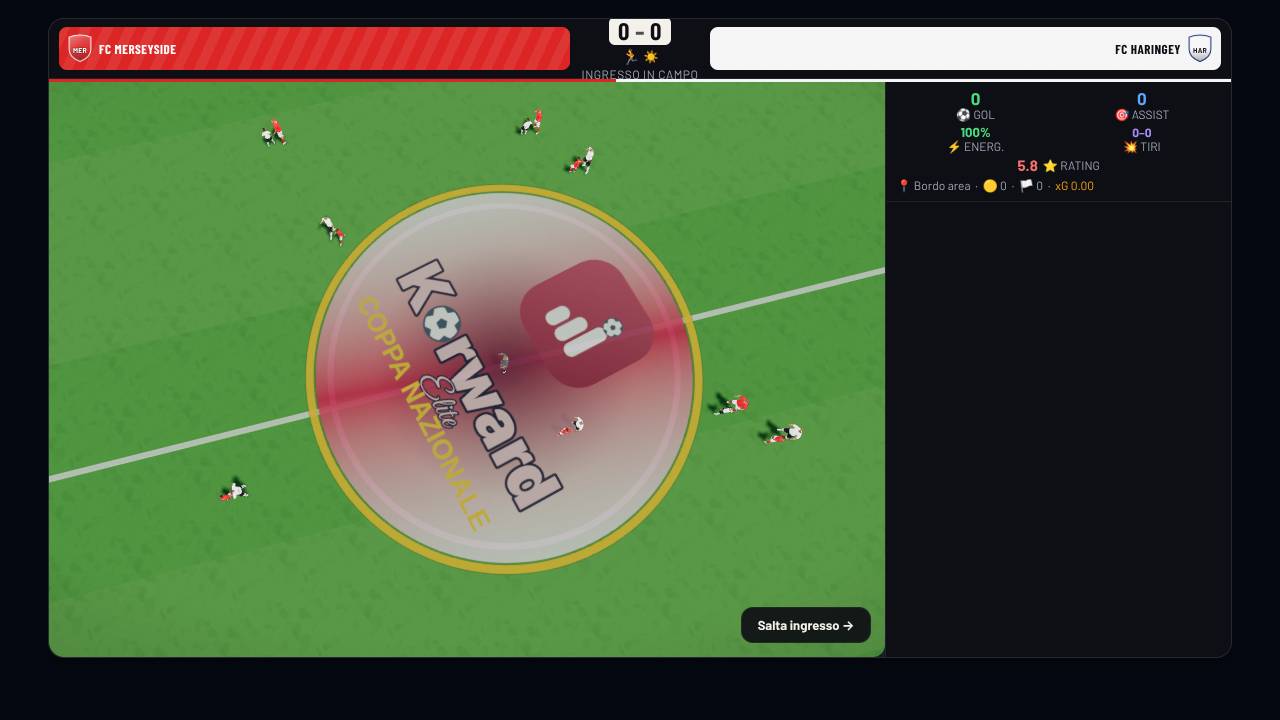 MER FC MERSEYSIDE
0 - 0
INGRESSO IN CAMPO
FC HARINGEY HAR
0
GOL
0
ASSIST
100%
ENERG.
0-0
TIRI
5.8 RATING
Bordo area · 0 · 0 · xG 0.00
Korward
Elite
COPPA NAZIONALE
Salta ingresso →